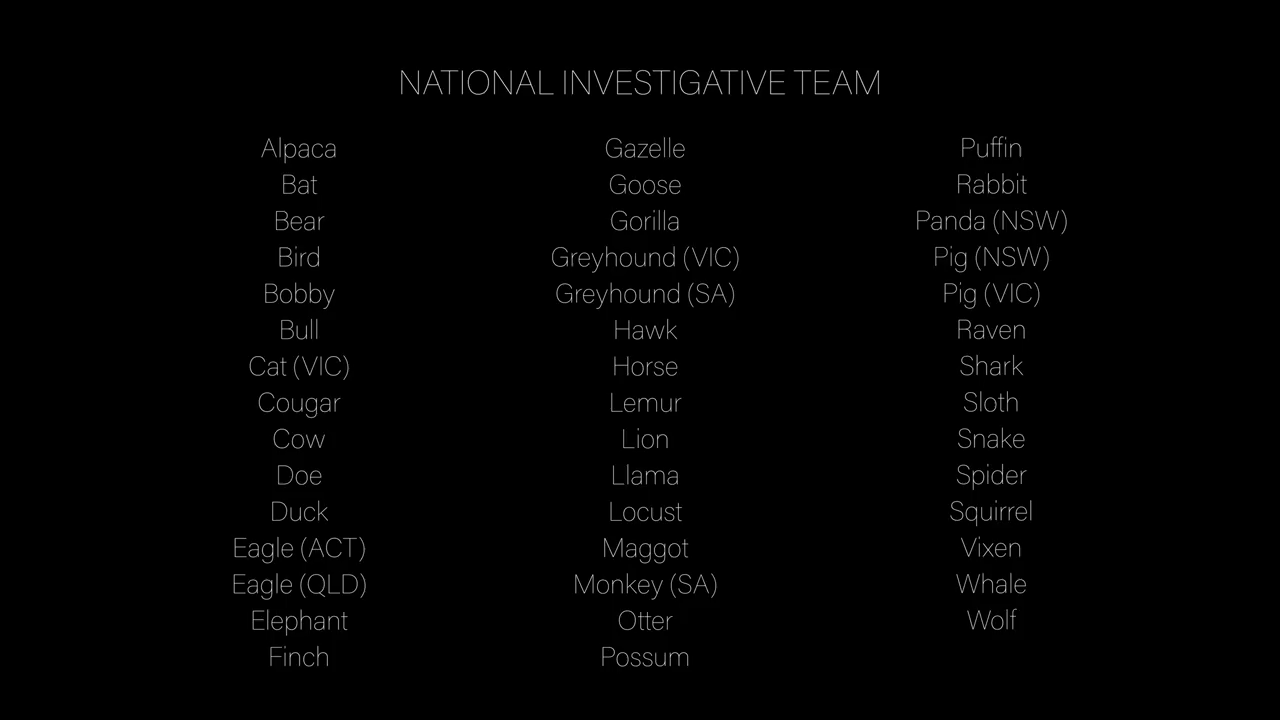 NATIONAL INVESTIGATIVE TEAM
Alpaca
Bat
Bear
Bird
Bobby
Bull
Cat (VIC)
Cougar
Cow
Doe
Duck
Eagle (ACT)
Eagle (QLD)
Elephant
Finch
Gazelle
Goose
Gorilla
Greyhound (VIC)
Greyhound (SA)
Hawk
Horse
Lemur
Lion
Llama
Locust
Maggot
Monkey (SA)
Otter
Possum
Puffin
Rabbit
Panda (NSW)
Pig (NSW)
Pig (VIC)
Raven
Shark
Sloth
Snake
Spider
Squirrel
Vixen
Whale
Wolf